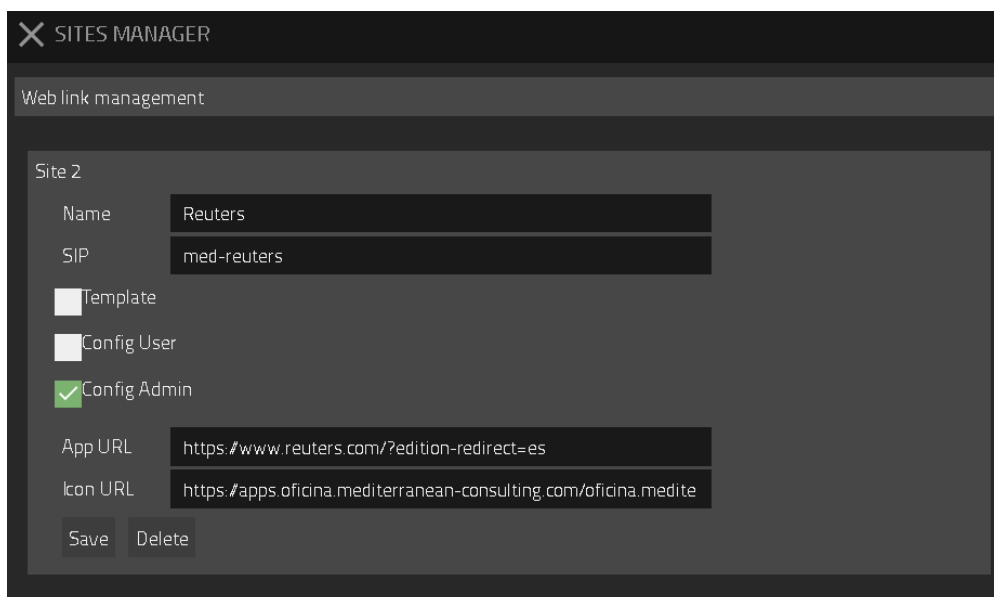 SITES MANAGER
Web link management
Site 2
Name Reuters
SIP med-reuters
Template
Config User
Config Admin
App URL https://www.reuters.com/?edition-redirect=es
Icon URL https://apps.oficina.mediterranean-consulting.com/oficina.medite
Save Delete